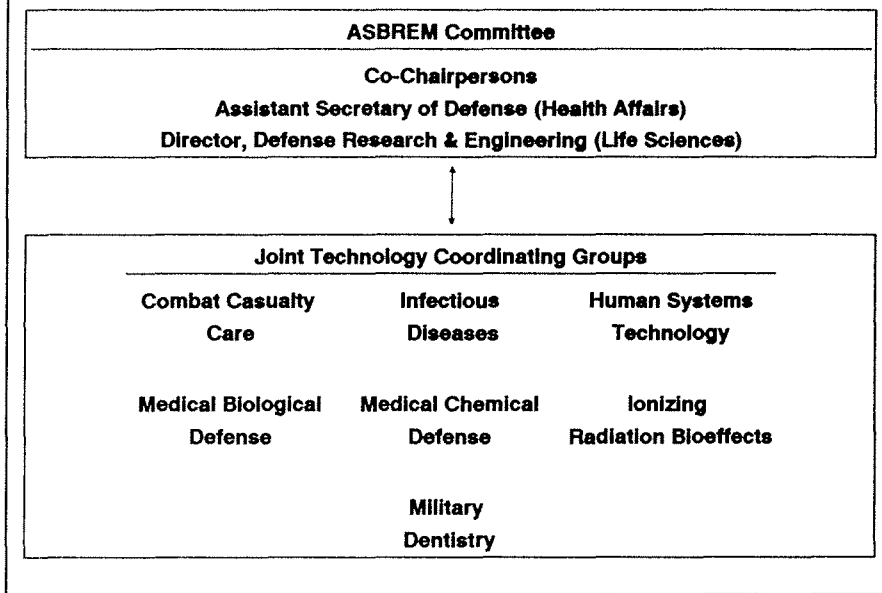 ASBREM Committee
Co-Chairpersons
Assistant Secretary of Defense (Health Affairs)
Director, Defense Research & Engineering (Life Sciences)
Joint Technology Coordinating Groups
Combat Casualty Care
Infectious Diseases
Human Systems Technology
Medical Biological Defense
Medical Chemical Defense
Ionizing Radiation Bioeffects
Military
Dentistry